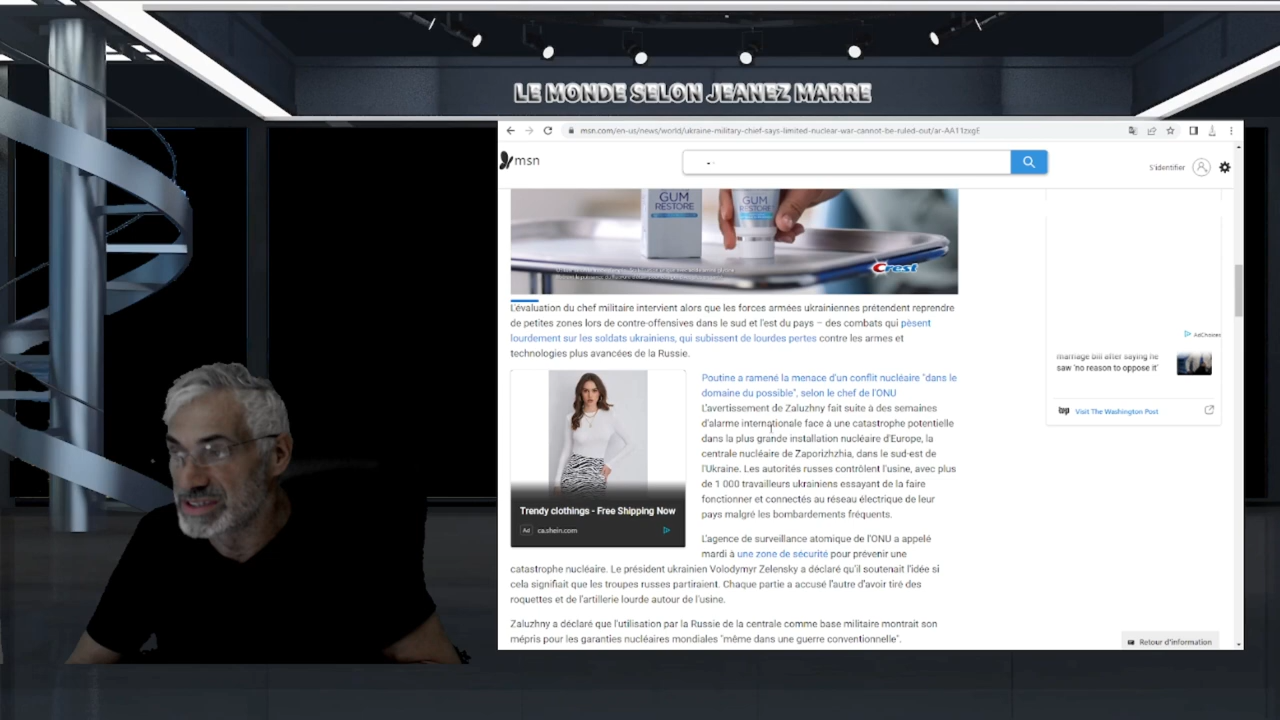 LE MONDE SELON JEANEZ MARRE
msn.com/en-us/news/world/ukraine-military-chief-says-limited-nuclear-war-cannot-be-ruled-out/ar-AA11zxgE
msn
S'identifier
GUM
RESTORE
GUM
RESTORE
Crest
L'évaluation du chef militaire intervient alors que les forces armées ukrainiennes prétendent reprendre
de petites zones lors de contre-offensives dans le sud et l'est du pays – des combats qui pèsent
lourdement sur les soldats ukrainiens, qui subissent de lourdes pertes contre les armes et
technologies plus avancées de la Russie.
Trendy clothings - Free Shipping Now
Ad ca.shein.com
Poutine a ramené la menace d'un conflit nucléaire "dans le
domaine du possible", selon le chef de l'ONU
L'avertissement de Zaluzhny fait suite à des semaines
d'alarme internationale face à une catastrophe potentielle
dans la plus grande installation nucléaire d'Europe, la
centrale nucléaire de Zaporizhzhia, dans le sud-est de
l'Ukraine. Les autorités russes contrôlent l'usine, avec plus
de 1 000 travailleurs ukrainiens essayant de la faire
fonctionner et connectés au réseau électrique de leur
pays malgré les bombardements fréquents.
L'agence de surveillance atomique de l'ONU a appelé
mardi à une zone de sécurité pour prévenir une
catastrophe nucléaire. Le président ukrainien Volodymyr Zelensky a déclaré qu'il soutenait l'idée si
cela signifiait que les troupes russes partiraient. Chaque partie a accusé l'autre d'avoir tiré des
roquettes et de l'artillerie lourde autour de l'usine.
Zaluzhny a déclaré que l'utilisation par la Russie de la centrale comme base militaire montrait son
mépris pour les garanties nucléaires mondiales "même dans une guerre conventionnelle".
AdChoices
marriage bill after saying he
saw 'no reason to oppose it'
wp Visit The Washington Post
Retour d'information